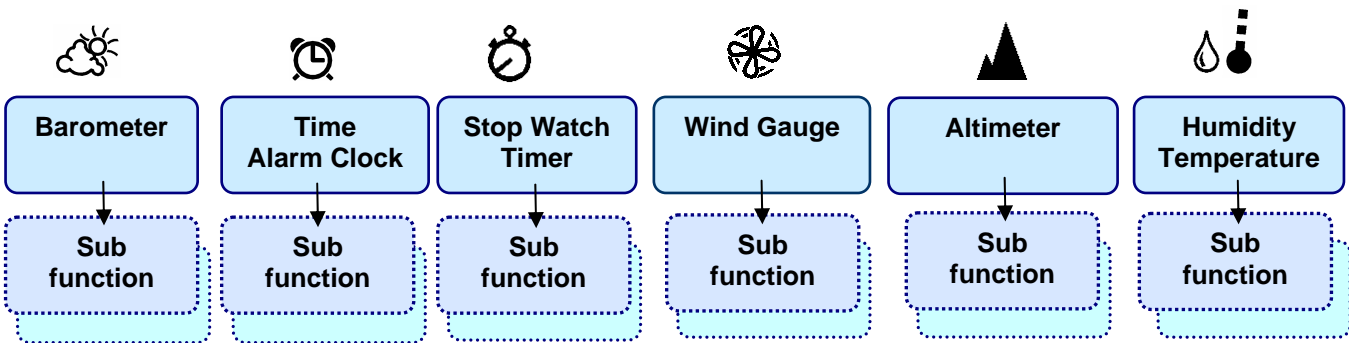 Barometer
Time
Alarm Clock
Stop Watch
Timer
Wind Gauge
Altimeter
Humidity
Temperature
Sub
function
Sub
function
Sub
function
Sub
function
Sub
function
Sub
function